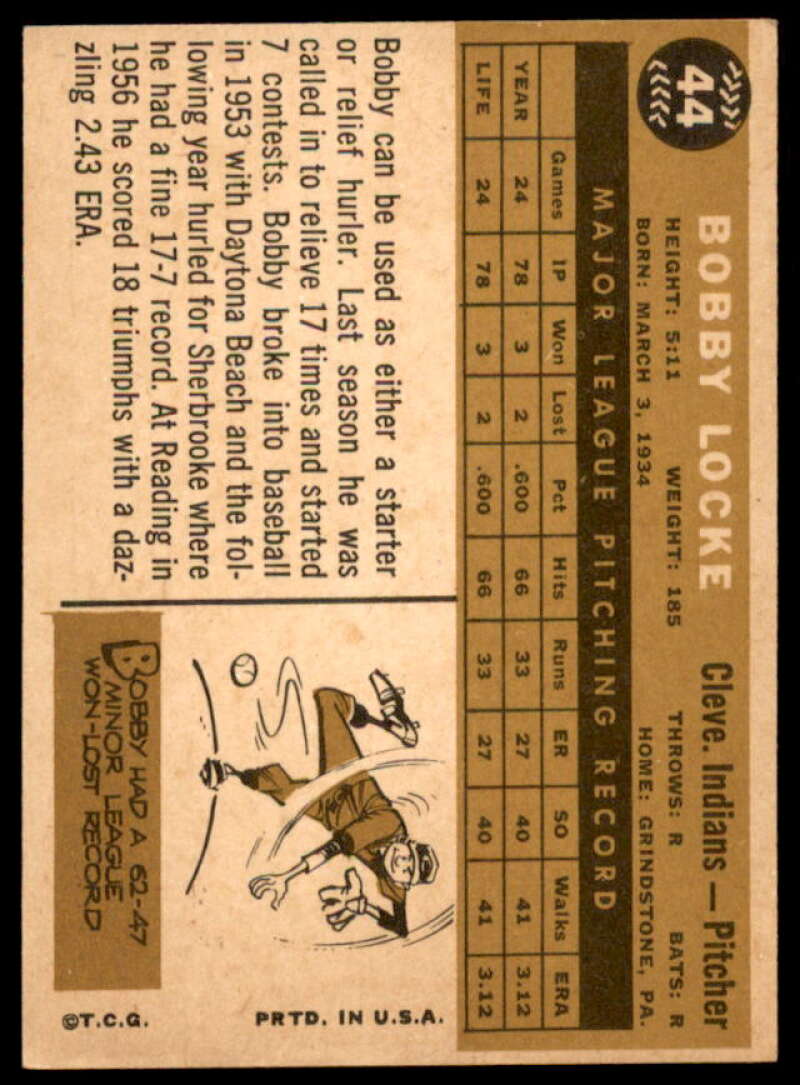 44
BOBBY LOCKE Cleve. Indians — Pitcher
HEIGHT: 5:11 WEIGHT: 185 THROWS: R BATS: R
BORN: MARCH 3, 1934 HOME: GRINDSTONE, PA.
MAJOR LEAGUE PITCHING RECORD
Games IP Won Lost Pct Hits Runs ER SO Walks ERA
YEAR 24 78 3 2 .600 66 33 27 40 41 3.12
LIFE 24 78 3 2 .600 66 33 27 40 41 3.12
Bobby can be used as either a starter
or relief hurler. Last season he was
called in to relieve 17 times and started
7 contests. Bobby broke into baseball
in 1953 with Daytona Beach and the fol-
lowing year hurled for Sherbrooke where
he had a fine 17-7 record. At Reading in
1956 he scored 18 triumphs with a daz-
zling 2.43 ERA.
BOBBY HAD A 62-47
MINOR LEAGUE
WON-LOST RECORD
©T.C.G. PRTD. IN U.S.A.